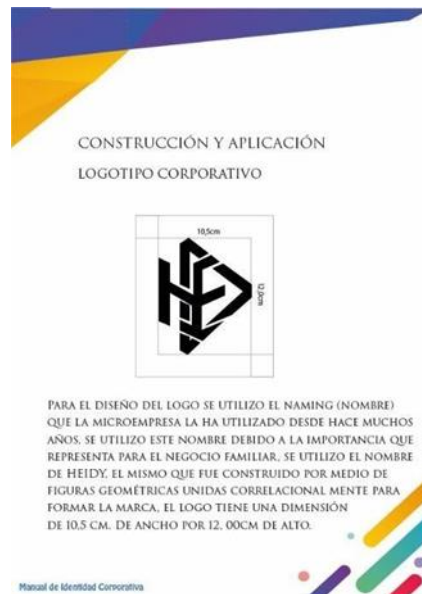 CONSTRUCCIÓN Y APLICACIÓN
LOGOTIPO CORPORATIVO
10,5cm
12,0cm
PARA EL DISEÑO DEL LOGO SE UTILIZO EL NAMING (NOMBRE)
QUE LA MICROEMPRESA LA HA UTILIZADO DESDE HACE MUCHOS
AÑOS, SE UTILIZO ESTE NOMBRE DEBIDO A LA IMPORTANCIA QUE
REPRESENTA PARA EL NEGOCIO FAMILIAR, SE UTILIZO EL NOMBRE
DE HEIDY, EL MISMO QUE FUE CONSTRUIDO POR MEDIO DE
FIGURAS GEOMÉTRICAS UNIDAS CORRELACIONAL MENTE PARA
FORMAR LA MARCA, EL LOGO TIENE UNA DIMENSIÓN
DE 10,5 CM. DE ANCHO POR 12, 00CM DE ALTO.
Manual de Identidad Corporativa